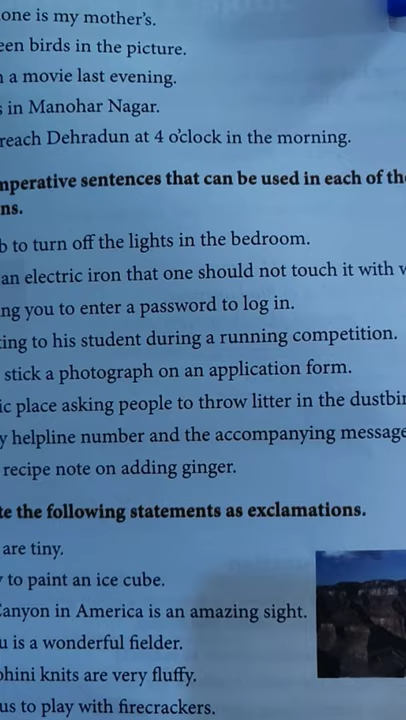 one is my mother's.
een birds in the picture.
a movie last evening.
s in Manohar Nagar.
reach Dehradun at 4 o'clock in the morning.
mperative sentences that can be used in each of the
ns.
b to turn off the lights in the bedroom.
an electric iron that one should not touch it with w
ng you to enter a password to log in.
ting to his student during a running competition.
stick a photograph on an application form.
ic place asking people to throw litter in the dustbin
y helpline number and the accompanying message
recipe note on adding ginger.
te the following statements as exclamations.
are tiny.
to paint an ice cube.
Canyon in America is an amazing sight.
u is a wonderful fielder.
ohini knits are very fluffy.
us to play with firecrackers.